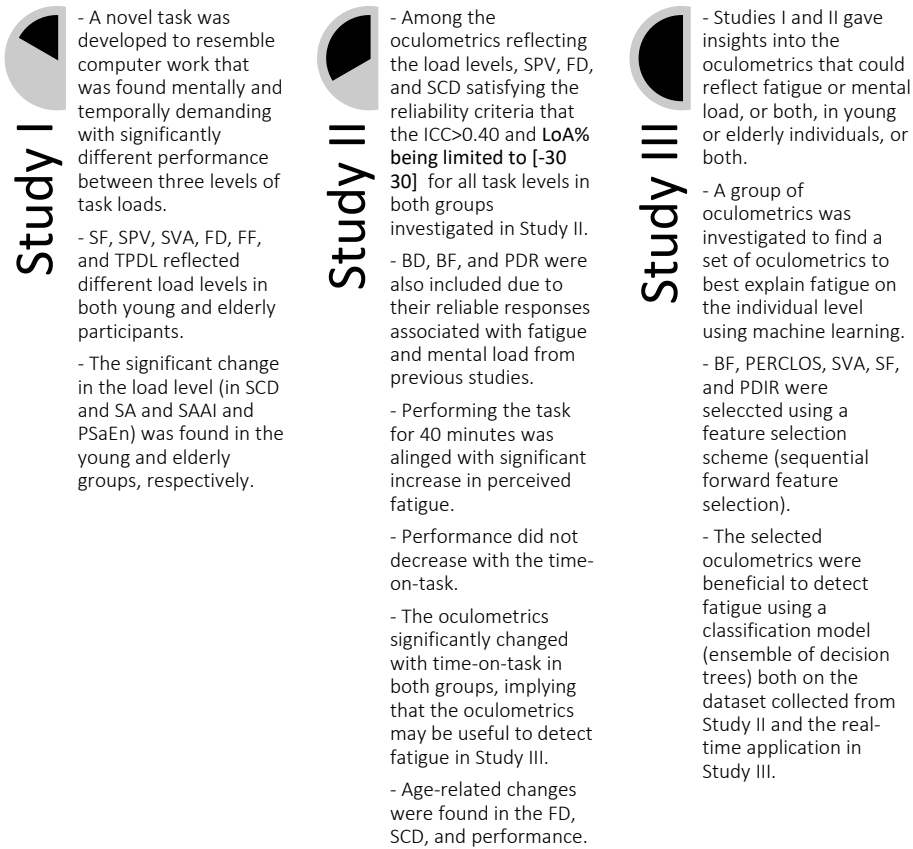 Study I
- A novel task was
developed to resemble
computer work that
was found mentally and
temporally demanding
with significantly
different performance
between three levels of
task loads.
- SF, SPV, SVA, FD, FF,
and TPDL reflected
different load levels in
both young and elderly
participants.
- The significant change
in the load level (in SCD
and SA and SAAI and
PSaEn) was found in the
young and elderly
groups, respectively.
Study II
- Among the
oculometrics reflecting
the load levels, SPV, FD,
and SCD satisfying the
reliability criteria that
the ICC>0.40 and LoA%
being limited to [-30
30] for all task levels in
both groups
investigated in Study II.
- BD, BF, and PDR were
also included due to
their reliable responses
associated with fatigue
and mental load from
previous studies.
- Performing the task
for 40 minutes was
alinged with significant
increase in perceived
fatigue.
- Performance did not
decrease with the time-
on-task.
- The oculometrics
significantly changed
with time-on-task in
both groups, implying
that the oculometrics
may be useful to detect
fatigue in Study III.
- Age-related changes
were found in the FD,
SCD, and performance.
Study III
- Studies I and II gave
insights into the
oculometrics that could
reflect fatigue or mental
load, or both, in young
or elderly individuals, or
both.
- A group of
oculometrics was
investigated to find a
set of oculometrics to
best explain fatigue on
the individual level
using machine learning.
- BF, PERCLOS, SVA, SF,
and PDIR were
seleccted using a
feature selection
scheme (sequential
forward feature
selection).
- The selected
oculometrics were
beneficial to detect
fatigue using a
classification model
(ensemble of decision
trees) both on the
dataset collected from
Study II and the real-
time application in
Study III.